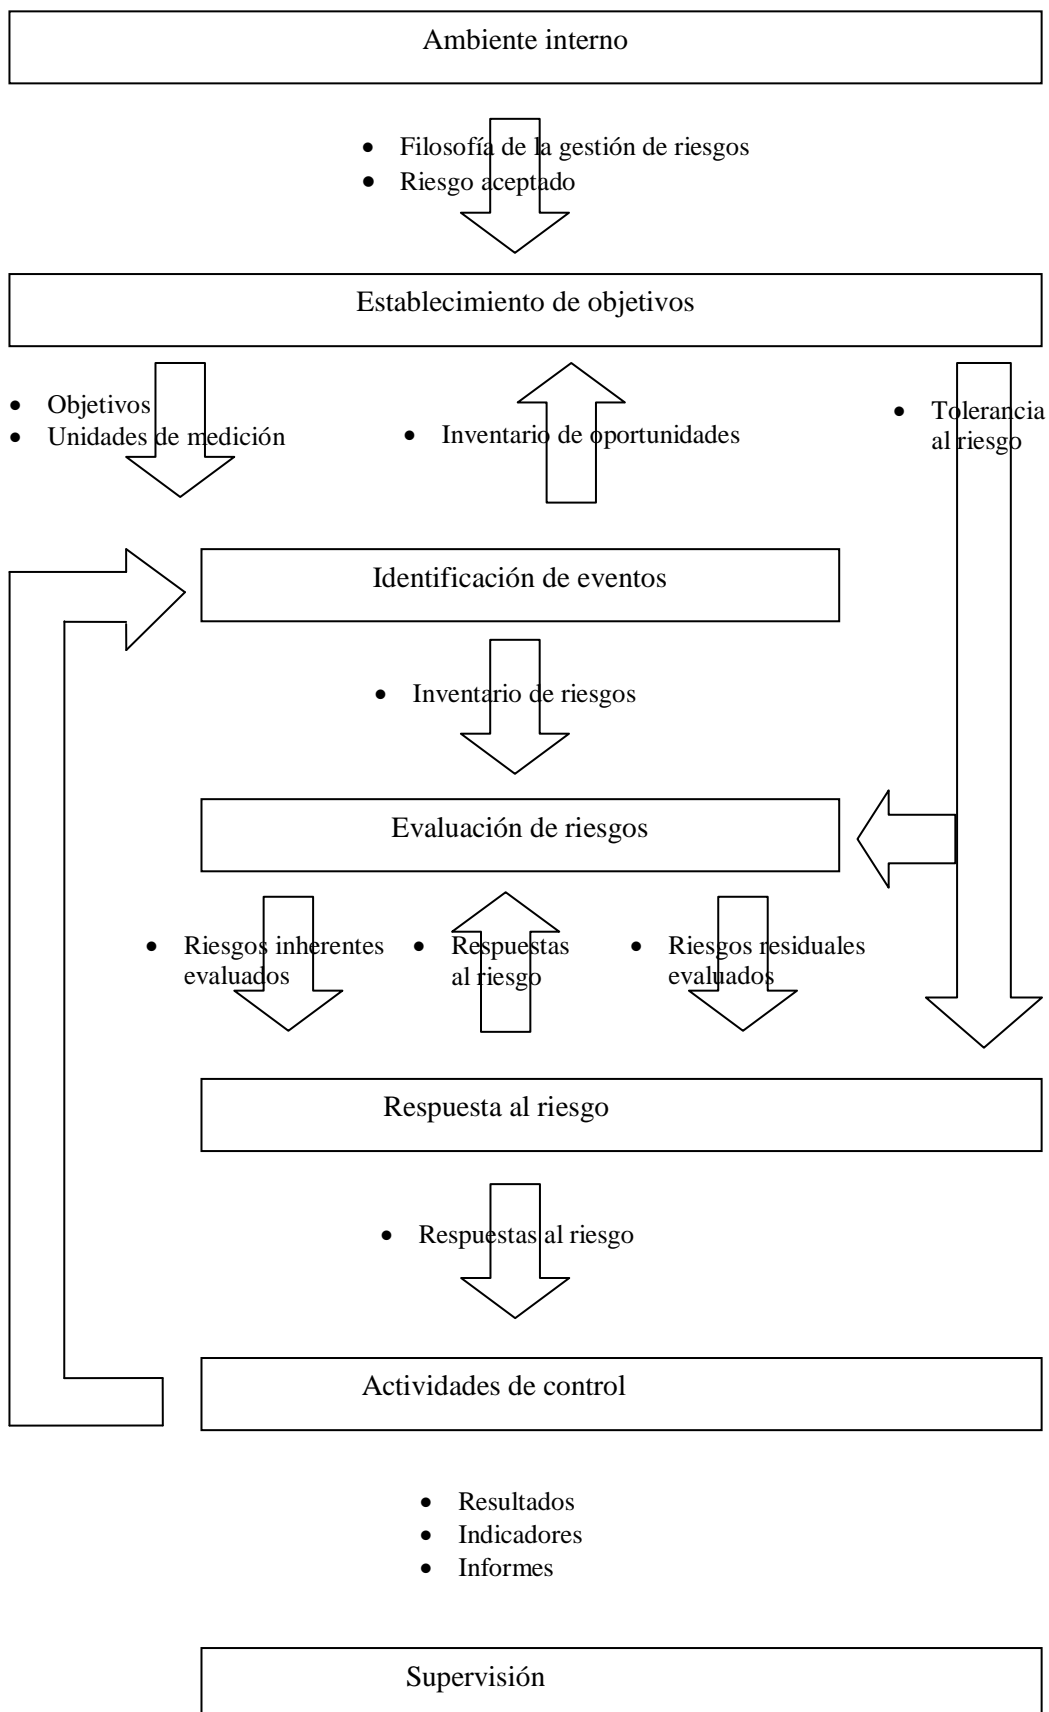 Ambiente interno
• Filosofía de la gestión de riesgos
• Riesgo aceptado
Establecimiento de objetivos
• Objetivos
• Unidades de medición
• Inventario de oportunidades
• Tolerancia
al riesgo
Identificación de eventos
• Inventario de riesgos
Evaluación de riesgos
• Riesgos inherentes
evaluados
• Respuestas
al riesgo
• Riesgos residuales
evaluados
Respuesta al riesgo
• Respuestas al riesgo
Actividades de control
• Resultados
• Indicadores
• Informes
Supervisión